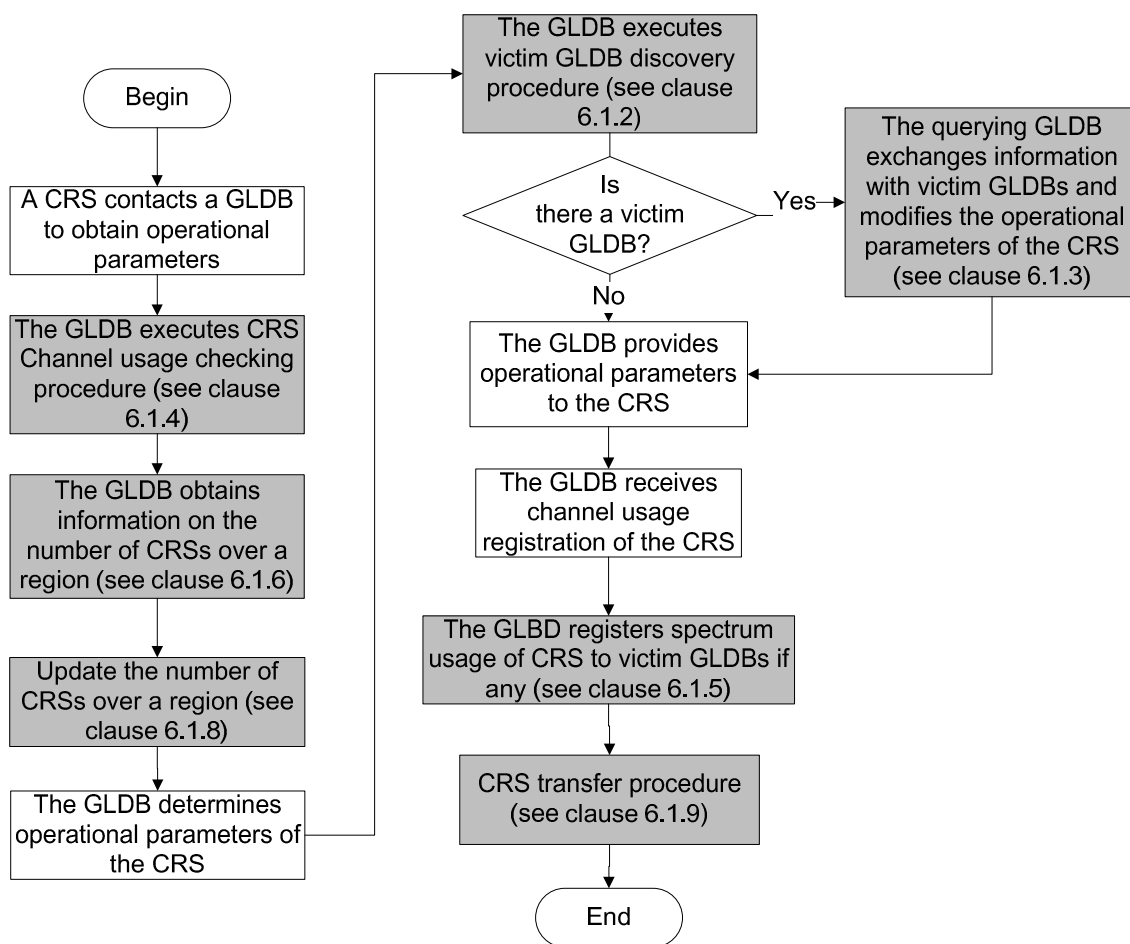 Begin
A CRS contacts a GLDB
to obtain operational
parameters
The GLDB executes CRS
Channel usage checking
procedure (see clause
6.1.4)
The GLDB obtains
information on the
number of CRSs over a
region (see clause 6.1.6)
Update the number of
CRSs over a region (see
clause 6.1.8)
The GLDB determines
operational parameters of
the CRS
The GLDB executes
victim GLDB discovery
procedure (see clause
6.1.2)
Is
there a victim
GLDB?
Yes
The querying GLDB
exchanges information
with victim GLDBs and
modifies the operational
parameters of the CRS
(see clause 6.1.3)
No
The GLDB provides
operational parameters
to the CRS
The GLDB receives
channel usage
registration of the CRS
The GLBD registers spectrum
usage of CRS to victim GLDBs if
any (see clause 6.1.5)
CRS transfer procedure
(see clause 6.1.9)
End